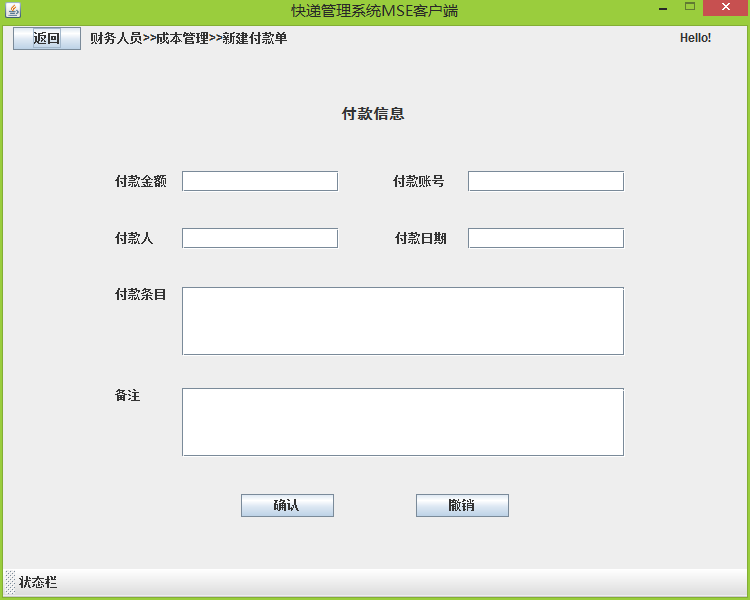 快递管理系统MSE客户端
返回 财务人员>>成本管理>>新建付款单 Hello!
付款信息
付款金额 付款账号
付款人 付款日期
付款条目
备注
确认 撤销
状态栏